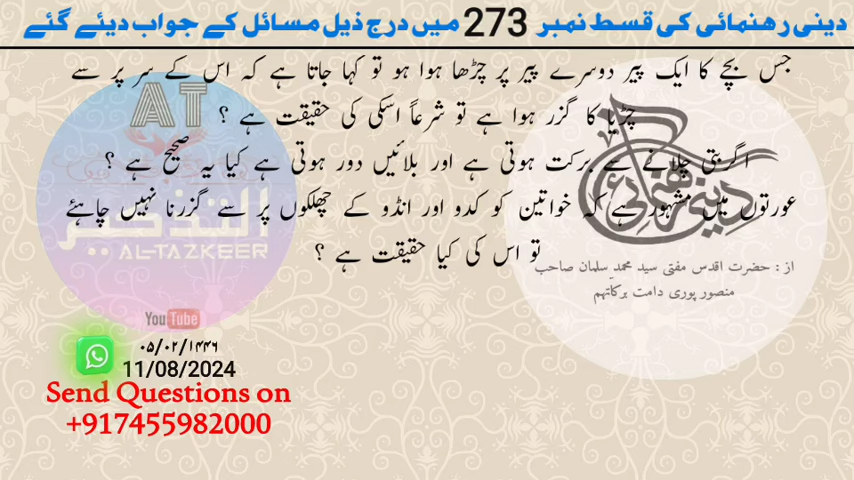 دینی رھنمائی کی قسط نمبر 273 میں درج ذیل مسائل کے جواب دیئے گئے
جس بچے کا ایک پیر دوسرے پیر پر چڑھا ہوا ہو تو کہا جاتا ہے کہ اس کے سر پر سے
چڑیا کا گزر ہوا ہے تو شرعاً اسکی کی حقیقت ہے ؟
اگربتی چلانے سے برکت ہوتی ہے اور بلائیں دور ہوتی ہے کیا یہ صحیح ہے ؟
عورتوں میں مشہور ہے کہ خواتین کو کدو اور انڈو کے چھلکوں پر سے گزرنا نہیں چاہئے
تو اس کی کیا حقیقت ہے ؟
AT
التذکیر
AL-TAZKEER
دینی رہنمائی
از : حضرت اقدس مفتی سید محمد سلمان صاحب
منصور پوری دامت برکاتہم
YouTube
۰۵/۰۲/۱۴۴۶
11/08/2024
Send Questions on
+917455982000